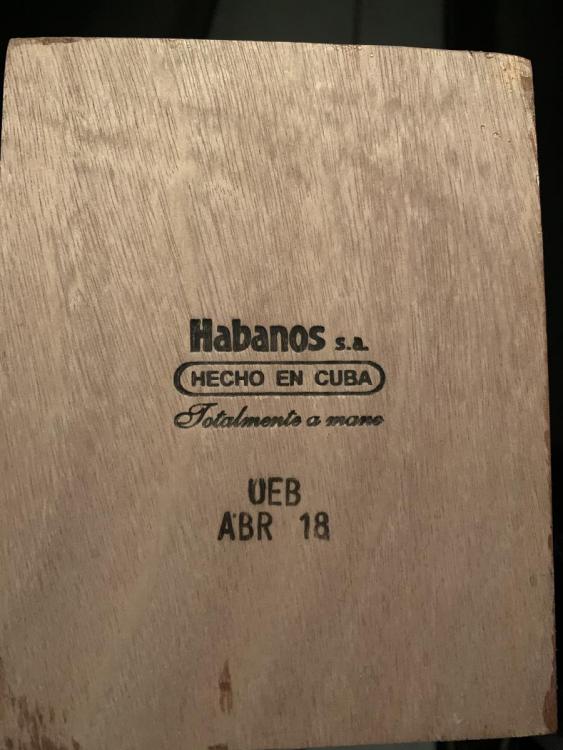 Habanos s.a.
HECHO EN CUBA
Totalmente a mano
UEB
ABR 18